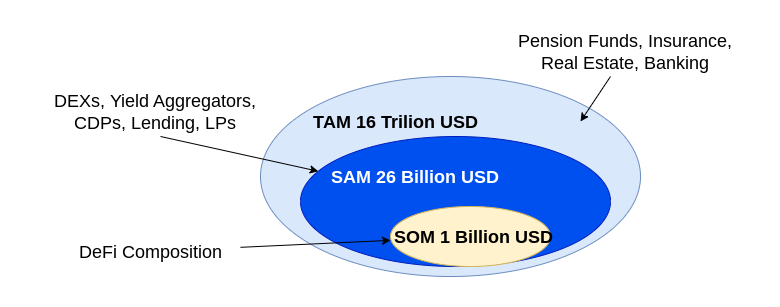 Pension Funds, Insurance,
Real Estate, Banking
DEXs, Yield Aggregators,
CDPs, Lending, LPs
TAM 16 Trilion USD
SAM 26 Billion USD
SOM 1 Billion USD
DeFi Composition